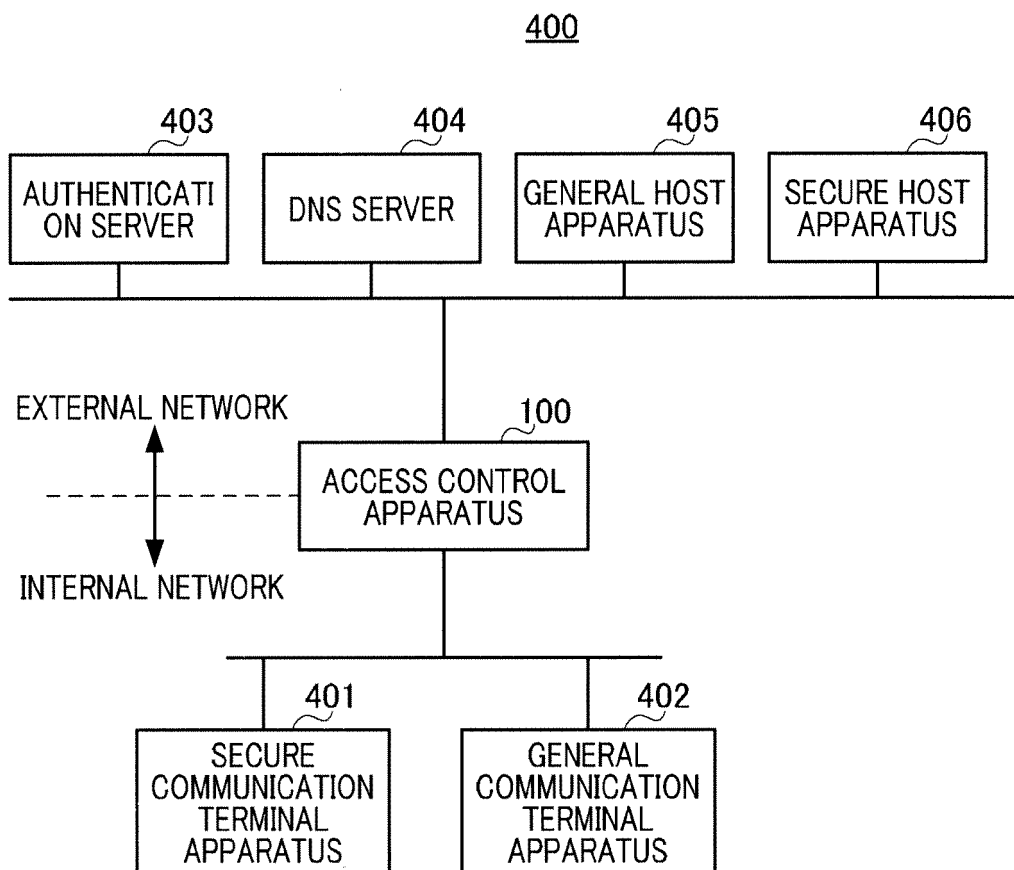 400
403
404
405
406
AUTHENTICATI
ON SERVER
DNS SERVER
GENERAL HOST
APPARATUS
SECURE HOST
APPARATUS
EXTERNAL NETWORK
100
ACCESS CONTROL
APPARATUS
INTERNAL NETWORK
401
402
SECURE
COMMUNICATION
TERMINAL
APPARATUS
GENERAL
COMMUNICATION
TERMINAL
APPARATUS